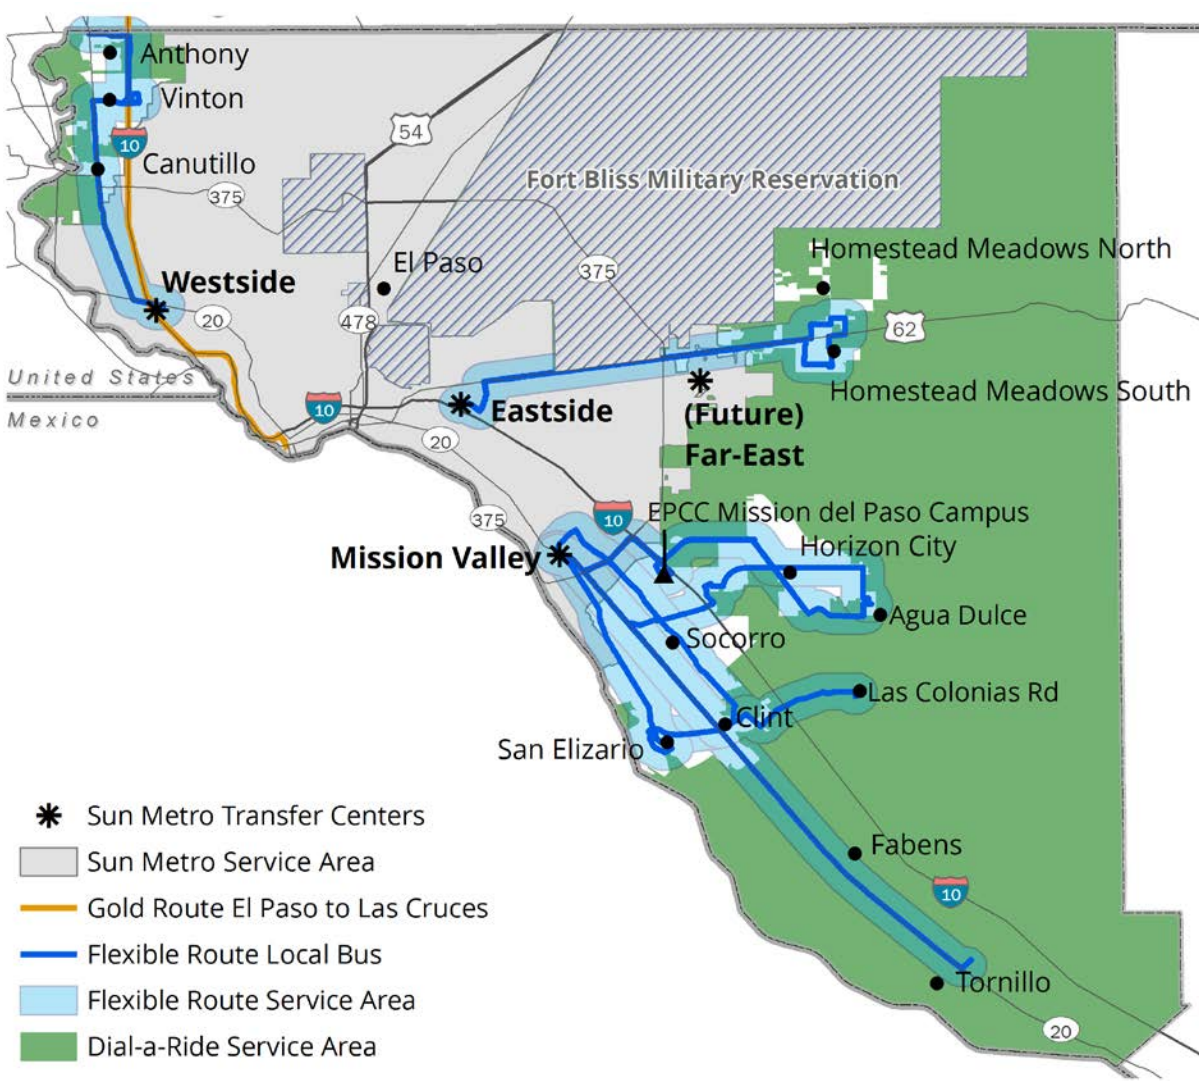 Anthony
Vinton
10
Canutillo
54
375
Fort Bliss Military Reservation
Homestead Meadows North
El Paso
375
Westside
20
478
62
United States
Mexico
10
Eastside
Homestead Meadows South
(Future)
Far-East
20
375
10
EPCC Mission del Paso Campus
Horizon City
Mission Valley
Agua Dulce
Socorro
Las Colonias Rd
Clint
San Elizario
Fabens
10
Tornillo
20
Sun Metro Transfer Centers
Sun Metro Service Area
Gold Route El Paso to Las Cruces
Flexible Route Local Bus
Flexible Route Service Area
Dial-a-Ride Service Area